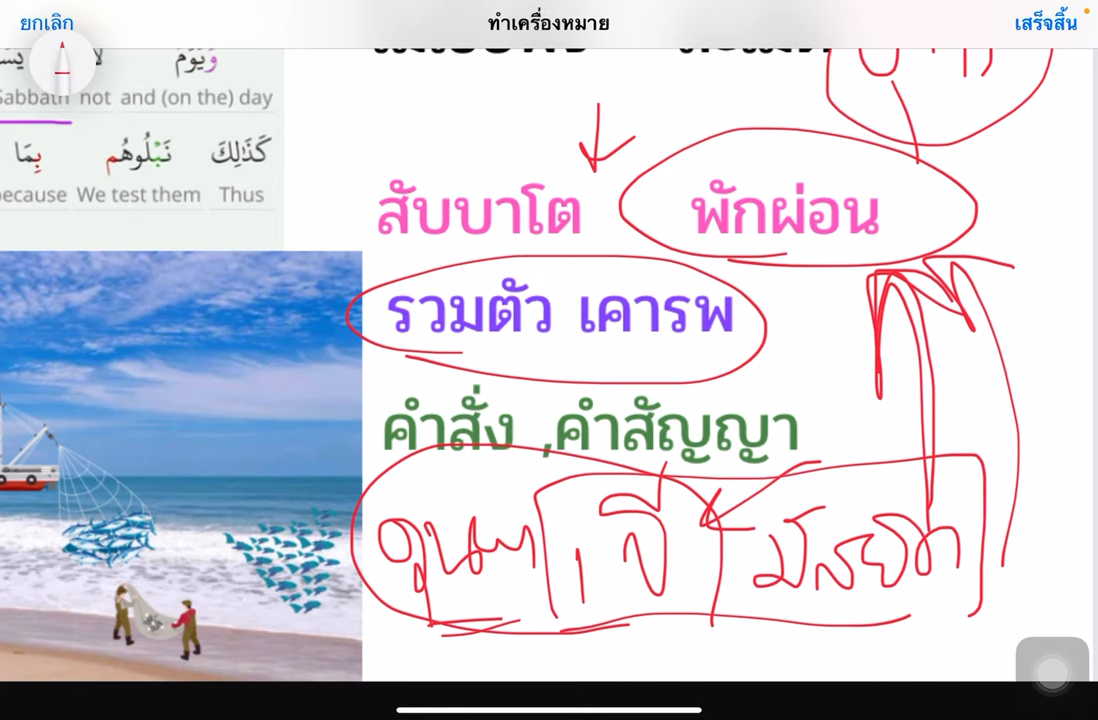 ยกเลิก ทำเครื่องหมาย เสร็จสิ้น
وَيَوْمَ لَا
Sabbath not and (on the) day
كَذَٰلِكَ نَبْلُوهُم بِمَا
ecause We test them Thus
สับบาโต พักผ่อน
รวมตัว เคารพ
คำสั่ง ,คำสัญญา